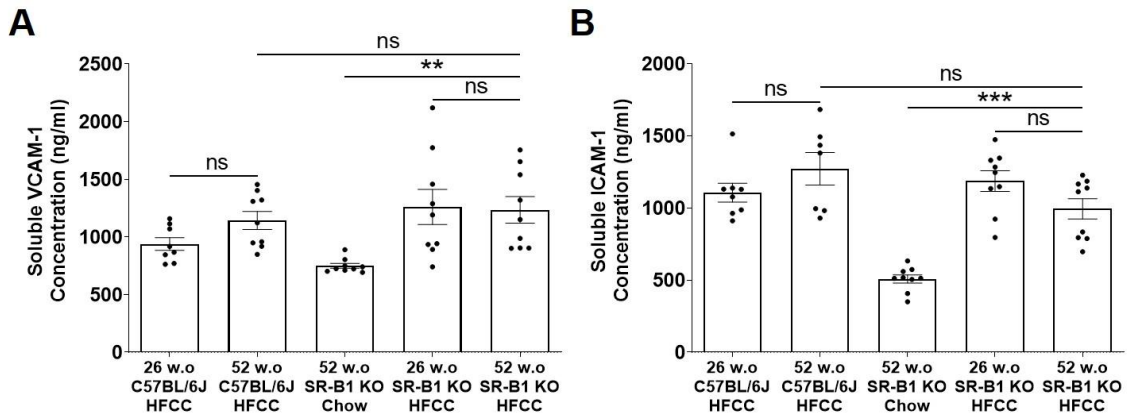 A
Soluble VCAM-1
Concentration (ng/ml)
2500
2000
1500
1000
500
0
ns
**
ns
ns
26 w.o
C57BL/6J
HFCC
52 w.o
C57BL/6J
HFCC
52 w.o
SR-B1 KO
Chow
26 w.o
SR-B1 KO
HFCC
52 w.o
SR-B1 KO
HFCC
B
Soluble ICAM-1
Concentration (ng/ml)
2000
1500
1000
500
0
ns
ns
***
ns
26 w.o
C57BL/6J
HFCC
52 w.o
C57BL/6J
HFCC
52 w.o
SR-B1 KO
Chow
26 w.o
SR-B1 KO
HFCC
52 w.o
SR-B1 KO
HFCC